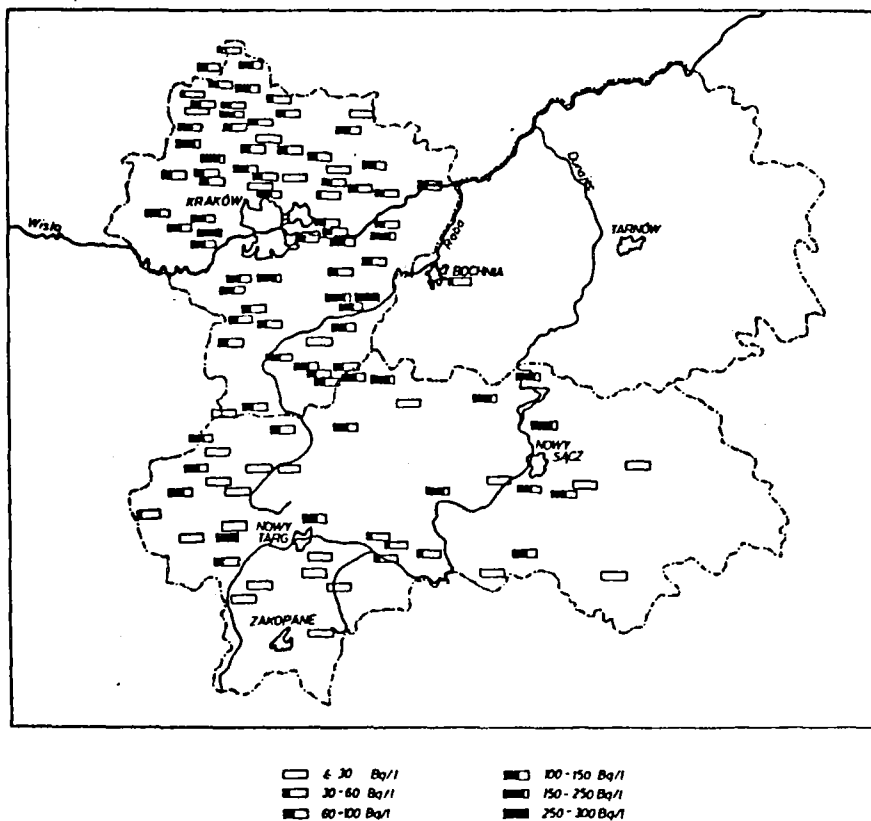 KRAKÓW
Wisła
Raba
BOCHNIA
Dunajec
TARNÓW
NOWY
SĄCZ
NOWY
TARG
ZAKOPANE
≤ 30 Bq/l
30-60 Bq/l
60-100 Bq/l
100-150 Bq/l
150-250 Bq/l
250-300 Bq/l